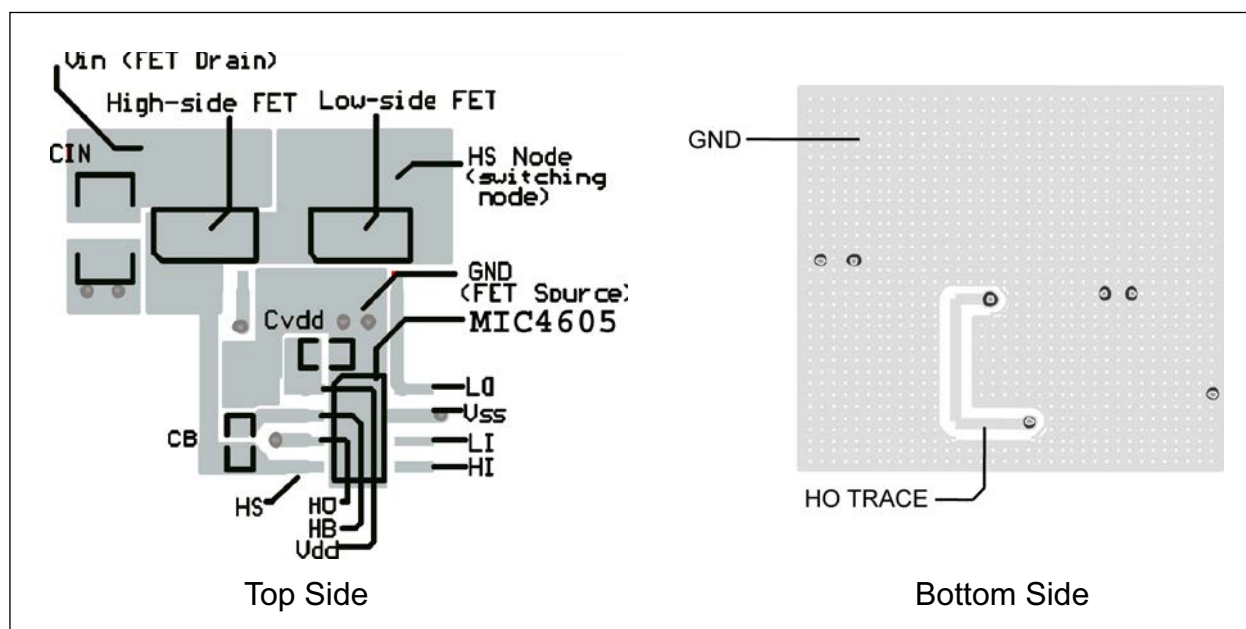 Vin (FET Drain)
High-side FET
Low-side FET
CIN
HS Node
(switching
node)
GND
(FET Source)
Cvdd
MIC4605
LO
Vss
CB
LI
HI
HS
HO
HB
Vdd
Top Side
GND
HO TRACE
Bottom Side